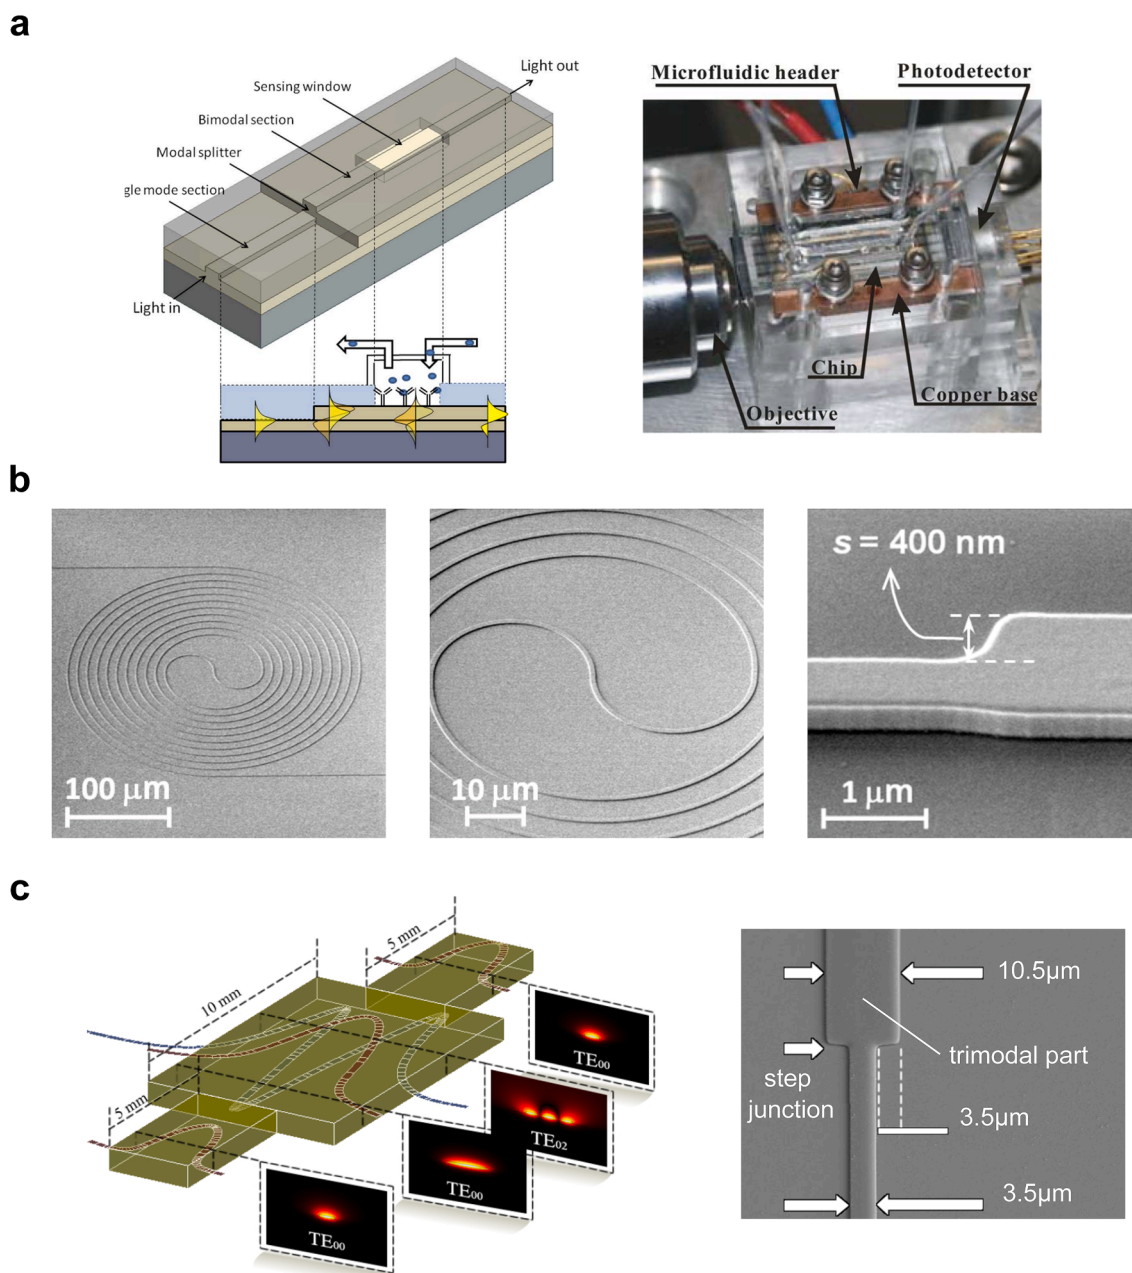 a
Light out
Sensing window
Bimodal section
Modal splitter
gle mode section
Light in
Microfluidic header
Photodetector
Chip
Copper base
Objective
b
100 μm
10 μm
s = 400 nm
1 μm
c
5 mm
10 mm
5 mm
TE00
TE02
TE00
TE00
10.5μm
trimodal part
step
junction
3.5μm
3.5μm